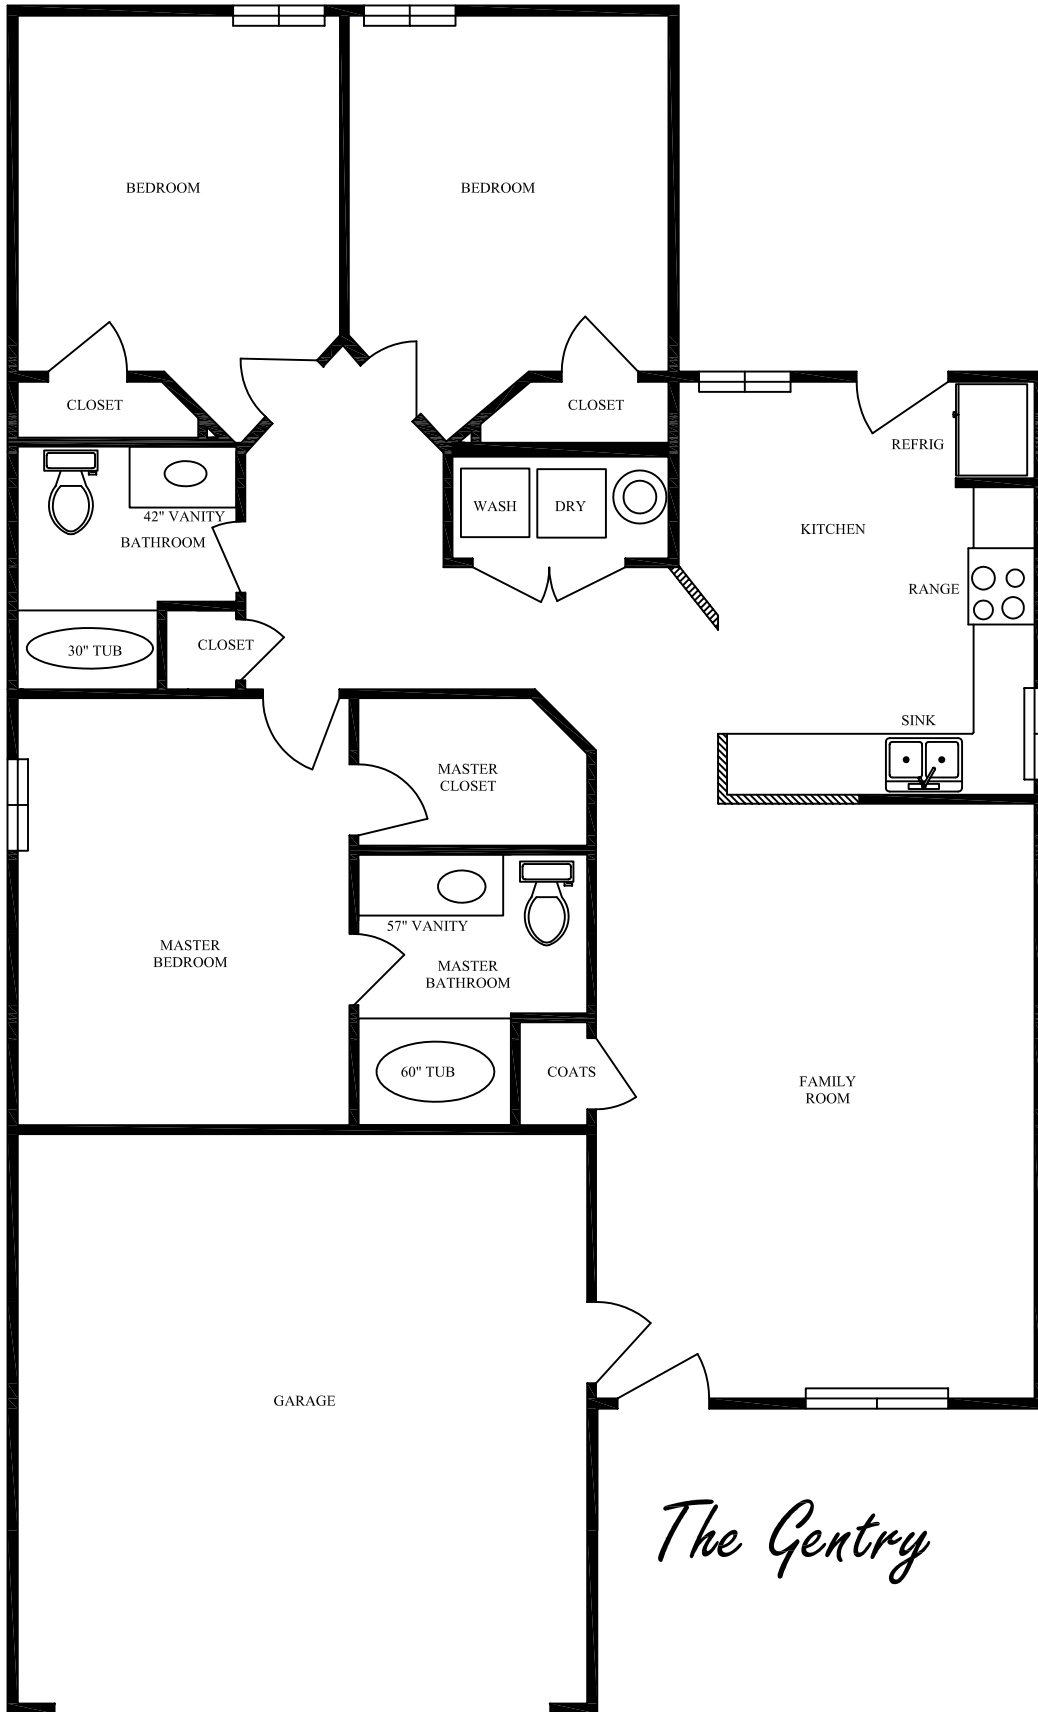 BEDROOM
BEDROOM
CLOSET
CLOSET
REFRIG
WASH
DRY
42" VANITY
KITCHEN
BATHROOM
RANGE
CLOSET
30" TUB
SINK
MASTER
CLOSET
57" VANITY
MASTER
BEDROOM
MASTER
BATHROOM
60" TUB
COATS
FAMILY
ROOM
GARAGE
The Gentry